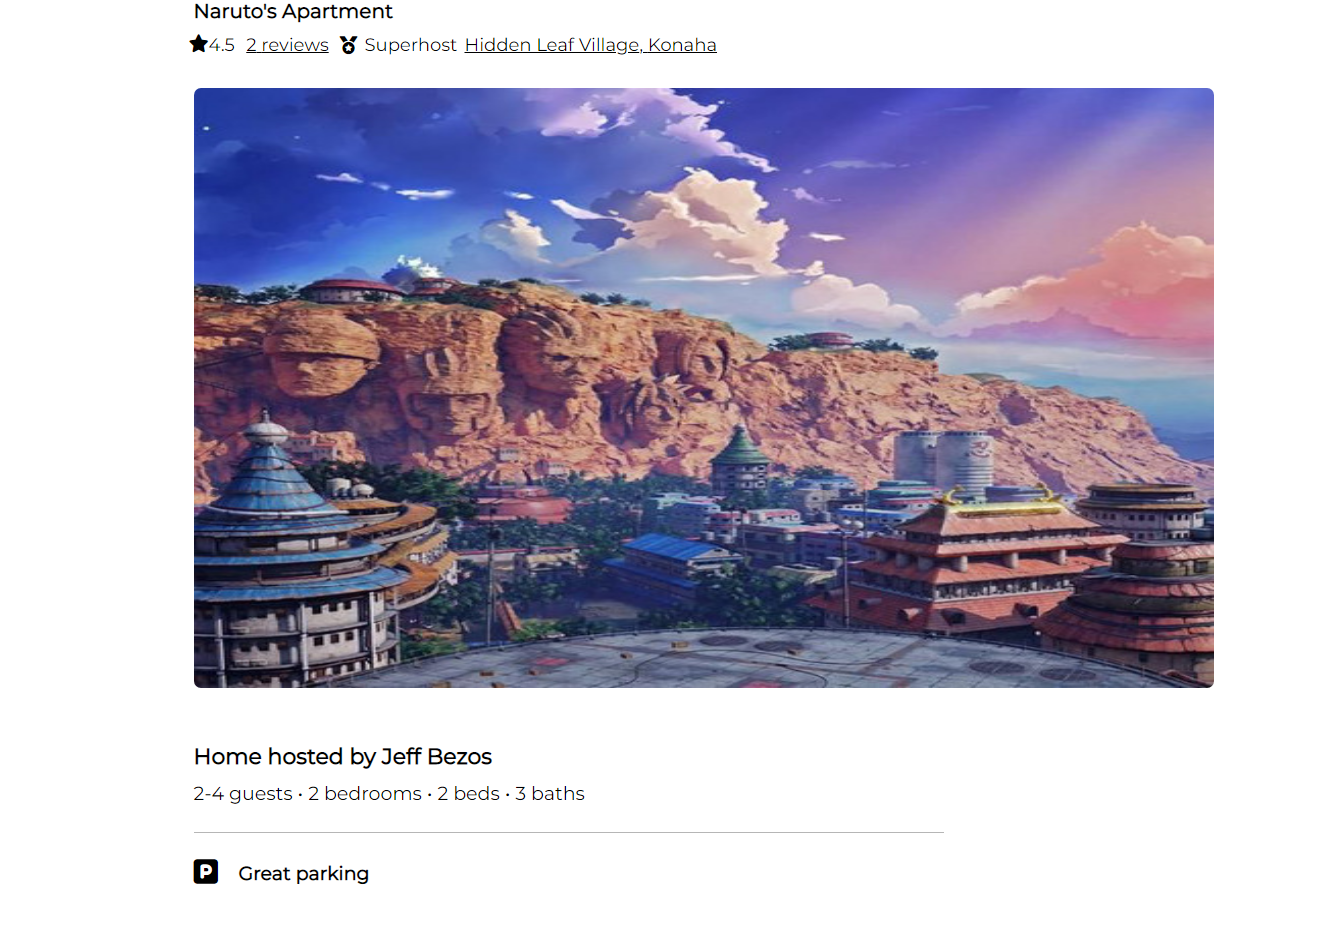 Naruto's Apartment
4.5 2 reviews Superhost Hidden Leaf Village, Konaha
Home hosted by Jeff Bezos
2-4 guests • 2 bedrooms • 2 beds • 3 baths
P Great parking